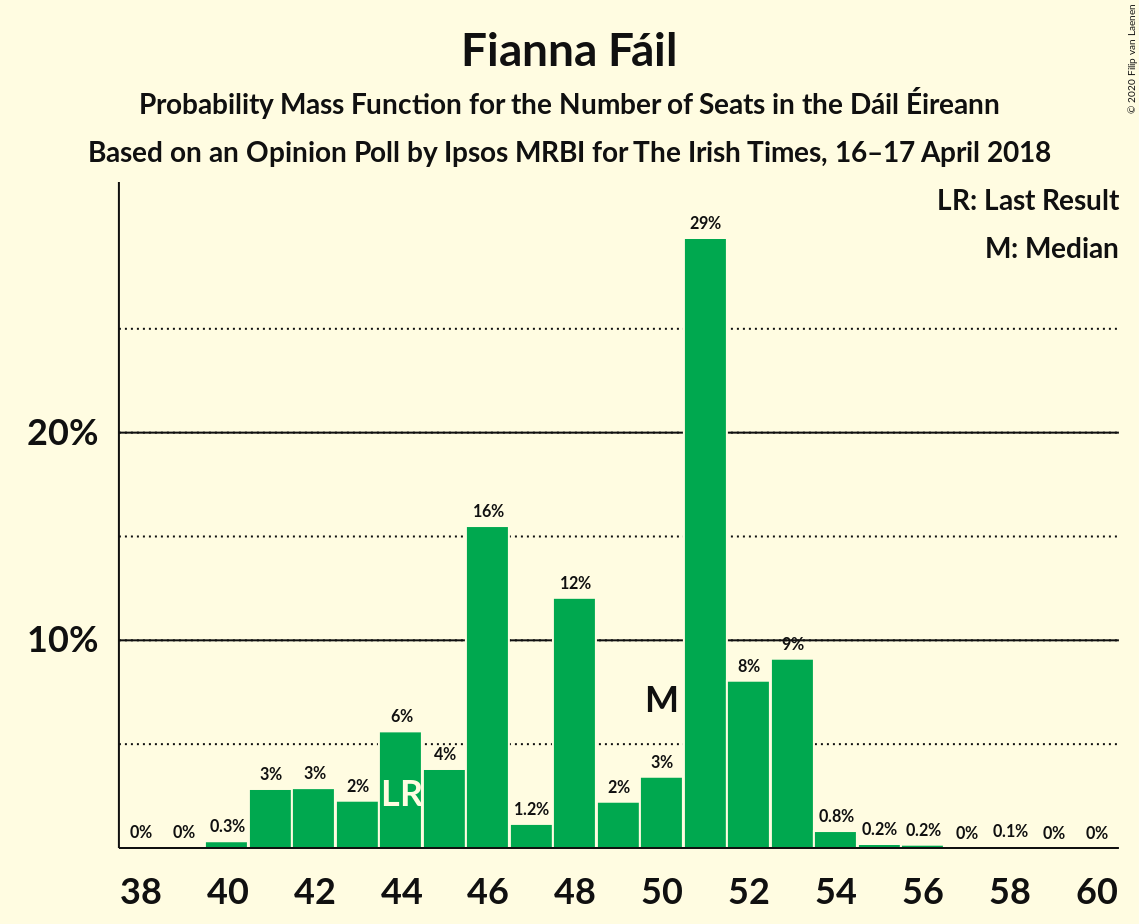 Fianna Fáil
Probability Mass Function for the Number of Seats in the Dáil Éireann
Based on an Opinion Poll by Ipsos MRBI for The Irish Times, 16–17 April 2018
© 2020 Filip van Laenen
LR: Last Result
M: Median
20%
10%
0%
0%
0.3%
3%
3%
2%
6%
4%
16%
1.2%
12%
2%
3%
29%
8%
9%
0.8%
0.2%
0.2%
0%
0.1%
0%
0%
LR
M
38 40 42 44 46 48 50 52 54 56 58 60